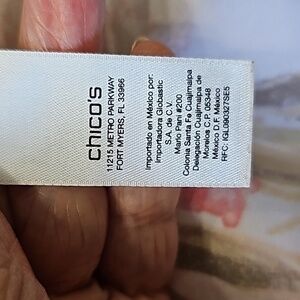 chico's
11215 METRO PARKWAY
FORT MYERS, FL 33966
Importado en México por:
Importadora Globastic
S.A. de C.V.
Mario Pani #200
Colonia Santa Fe Cuajimalpa
Delegación Cuajimalpa de
Morelos C.P. 05348
México D.F. México
RFC: IGL090327SE5